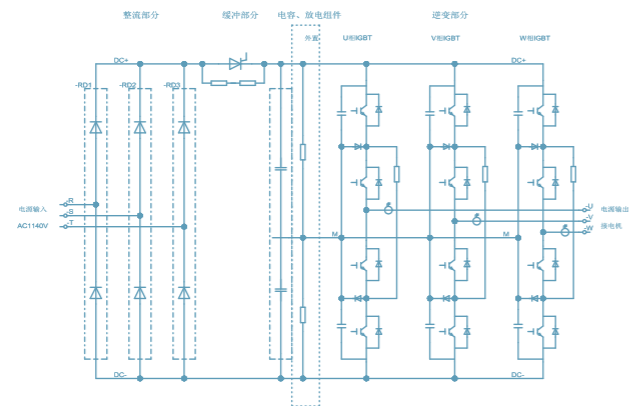 整流部分 缓冲部分 电容、放电组件 逆变部分
外置 U相IGBT V相IGBT W相IGBT
DC+ DC+
-RD1 -RD2 -RD3
-R
电源输入 -S
AC1140V -T
-U 电源输出
-V
-W 接电机
M M
DC- DC-